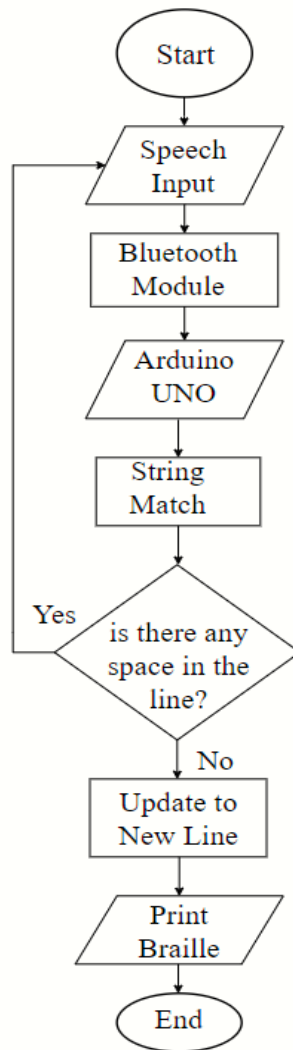 Start
Speech
Input
Bluetooth
Module
Arduino
UNO
String
Match
Yes
is there any
space in the
line?
No
Update to
New Line
Print
Braille
End